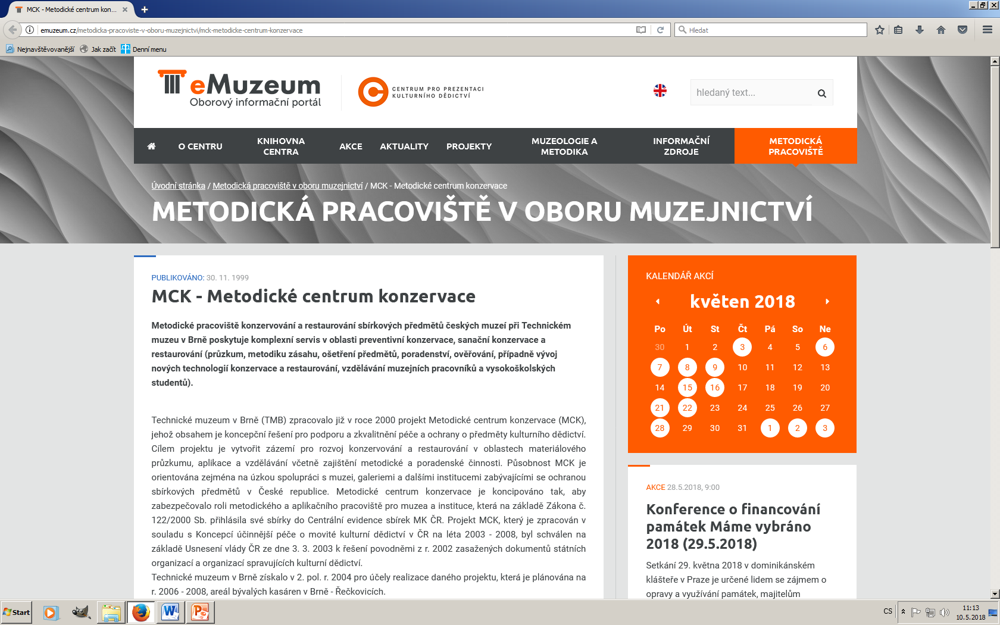 MCK - Metodické centrum kon...
emuzeum.cz/metodicka-pracoviste-v-oboru-muzejnictvi/mck-metodicke-centrum-konzervace
Hledat
Nejnavštěvovanější
Jak začít
Denní menu
eMuzeum
Oborový informační portál
CENTRUM PRO PREZENTACI
KULTURNÍHO DĚDICTVÍ
hledaný text...
O CENTRU
KNIHOVNA
CENTRA
AKCE
AKTUALITY
PROJEKTY
MUZEOLOGIE A
METODIKA
INFORMAČNÍ
ZDROJE
METODICKÁ
PRACOVIŠTĚ
Úvodní stránka / Metodická pracoviště v oboru muzejnictví / MCK - Metodické centrum konzervace
METODICKÁ PRACOVIŠTĚ V OBORU MUZEJNICTVÍ
PUBLIKOVÁNO: 30. 11. 1999
MCK - Metodické centrum konzervace
Metodické pracoviště konzervování a restaurování sbírkových předmětů českých muzeí při Technickém
muzeu v Brně poskytuje komplexní servis v oblasti preventivní konzervace, sanační konzervace a
restaurování (průzkum, metodiku zásahu, ošetření předmětů, poradenství, ověřování, případně vývoj
nových technologií konzervace a restaurování, vzdělávání muzejních pracovníků a vysokoškolských
studentů).
Technické muzeum v Brně (TMB) zpracovalo již v roce 2000 projekt Metodické centrum konzervace (MCK),
jehož obsahem je koncepční řešení pro podporu a zkvalitnění péče a ochrany o předměty kulturního dědictví.
Cílem projektu je vytvořit zázemí pro rozvoj konzervování a restaurování v oblastech materiálového
průzkumu, aplikace a vzdělávání včetně zajištění metodické a poradenské činnosti. Působnost MCK je
orientována zejména na úzkou spolupráci s muzei, galeriemi a dalšími institucemi zabývajícími se ochranou
sbírkových předmětů v České republice. Metodické centrum konzervace je koncipováno tak, aby
zabezpečovalo roli metodického a aplikačního pracoviště pro muzea a instituce, která na základě Zákona č.
122/2000 Sb. přihlásila své sbírky do Centrální evidence sbírek MK ČR. Projekt MCK, který je zpracován v
souladu s Koncepcí účinnější péče o movité kulturní dědictví v ČR na léta 2003 - 2008, byl schválen na
základě Usnesení vlády ČR ze dne 3. 3. 2003 k řešení povodněmi z r. 2002 zasažených dokumentů státních
organizací a organizací spravujících kulturní dědictví.
Technické muzeum v Brně získalo v 2. pol. r. 2004 pro účely realizace daného projektu, která je plánována na
r. 2006 - 2008, areál bývalých kasáren v Brně - Řečkovicích.
KALENDÁŘ AKCÍ
květen 2018
Po Út St Čt Pá So Ne
30 1 2 3 4 5 6
7 8 9 10 11 12 13
14 15 16 17 18 19 20
21 22 23 24 25 26 27
28 29 30 31 1 2 3
AKCE 28.5.2018, 9:00
Konference o financování
památek Máme vybráno
2018 (29.5.2018)
Setkání 29. května 2018 v dominikánském
klášteře v Praze je určené lidem se zájmem o
opravy a využívání památek, majitelům
Start
CS
11:13
10.5.2018